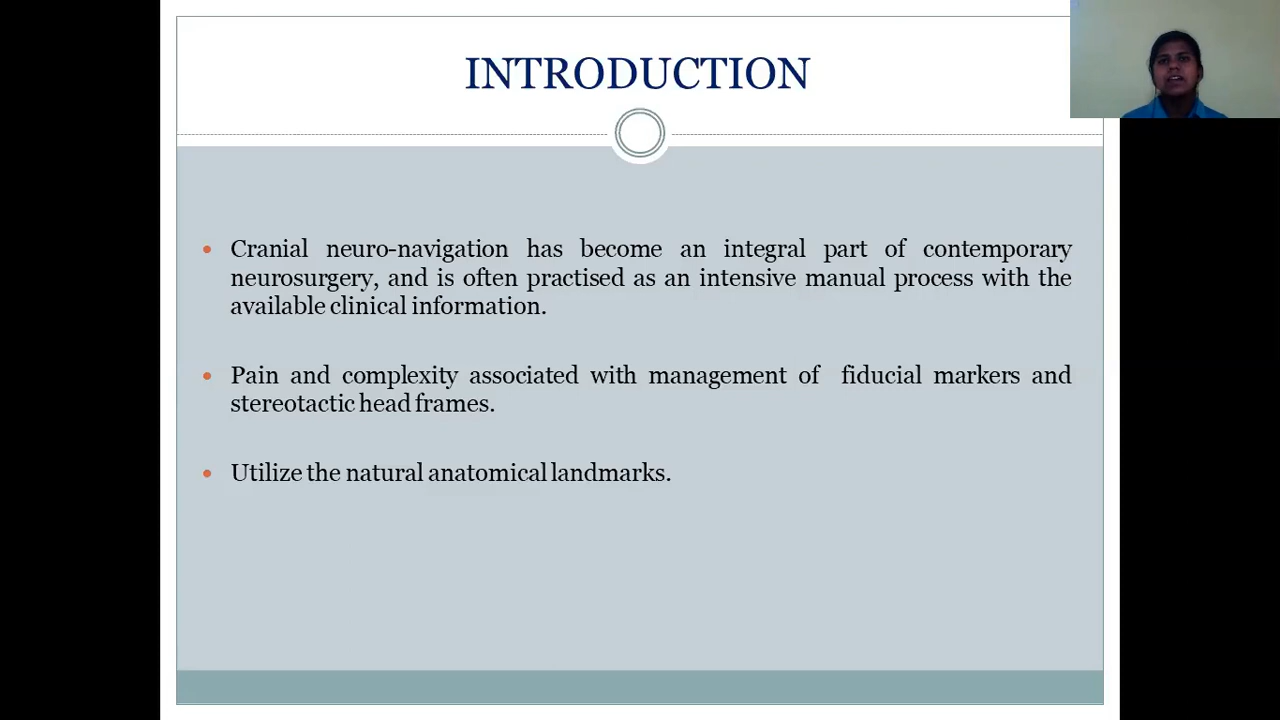 INTRODUCTION
Cranial neuro-navigation has become an integral part of contemporary
neurosurgery, and is often practised as an intensive manual process with the
available clinical information.
Pain and complexity associated with management of fiducial markers and
stereotactic head frames.
Utilize the natural anatomical landmarks.